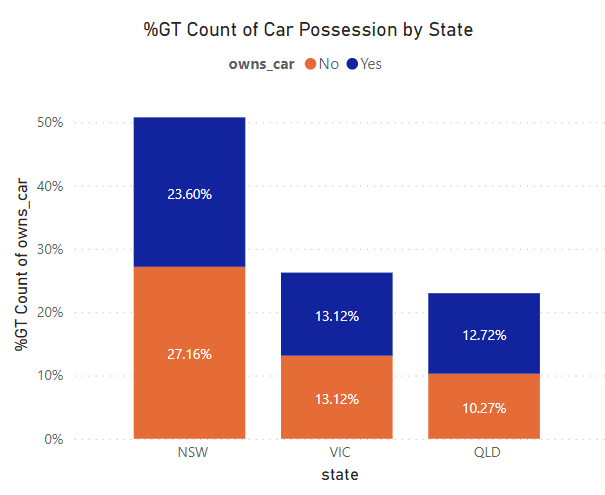 %GT Count of Car Possession by State
owns_car No Yes
%GT Count of owns_car
50%
40%
30%
20%
10%
0%
23.60%
27.16%
13.12%
13.12%
12.72%
10.27%
NSW VIC QLD
state